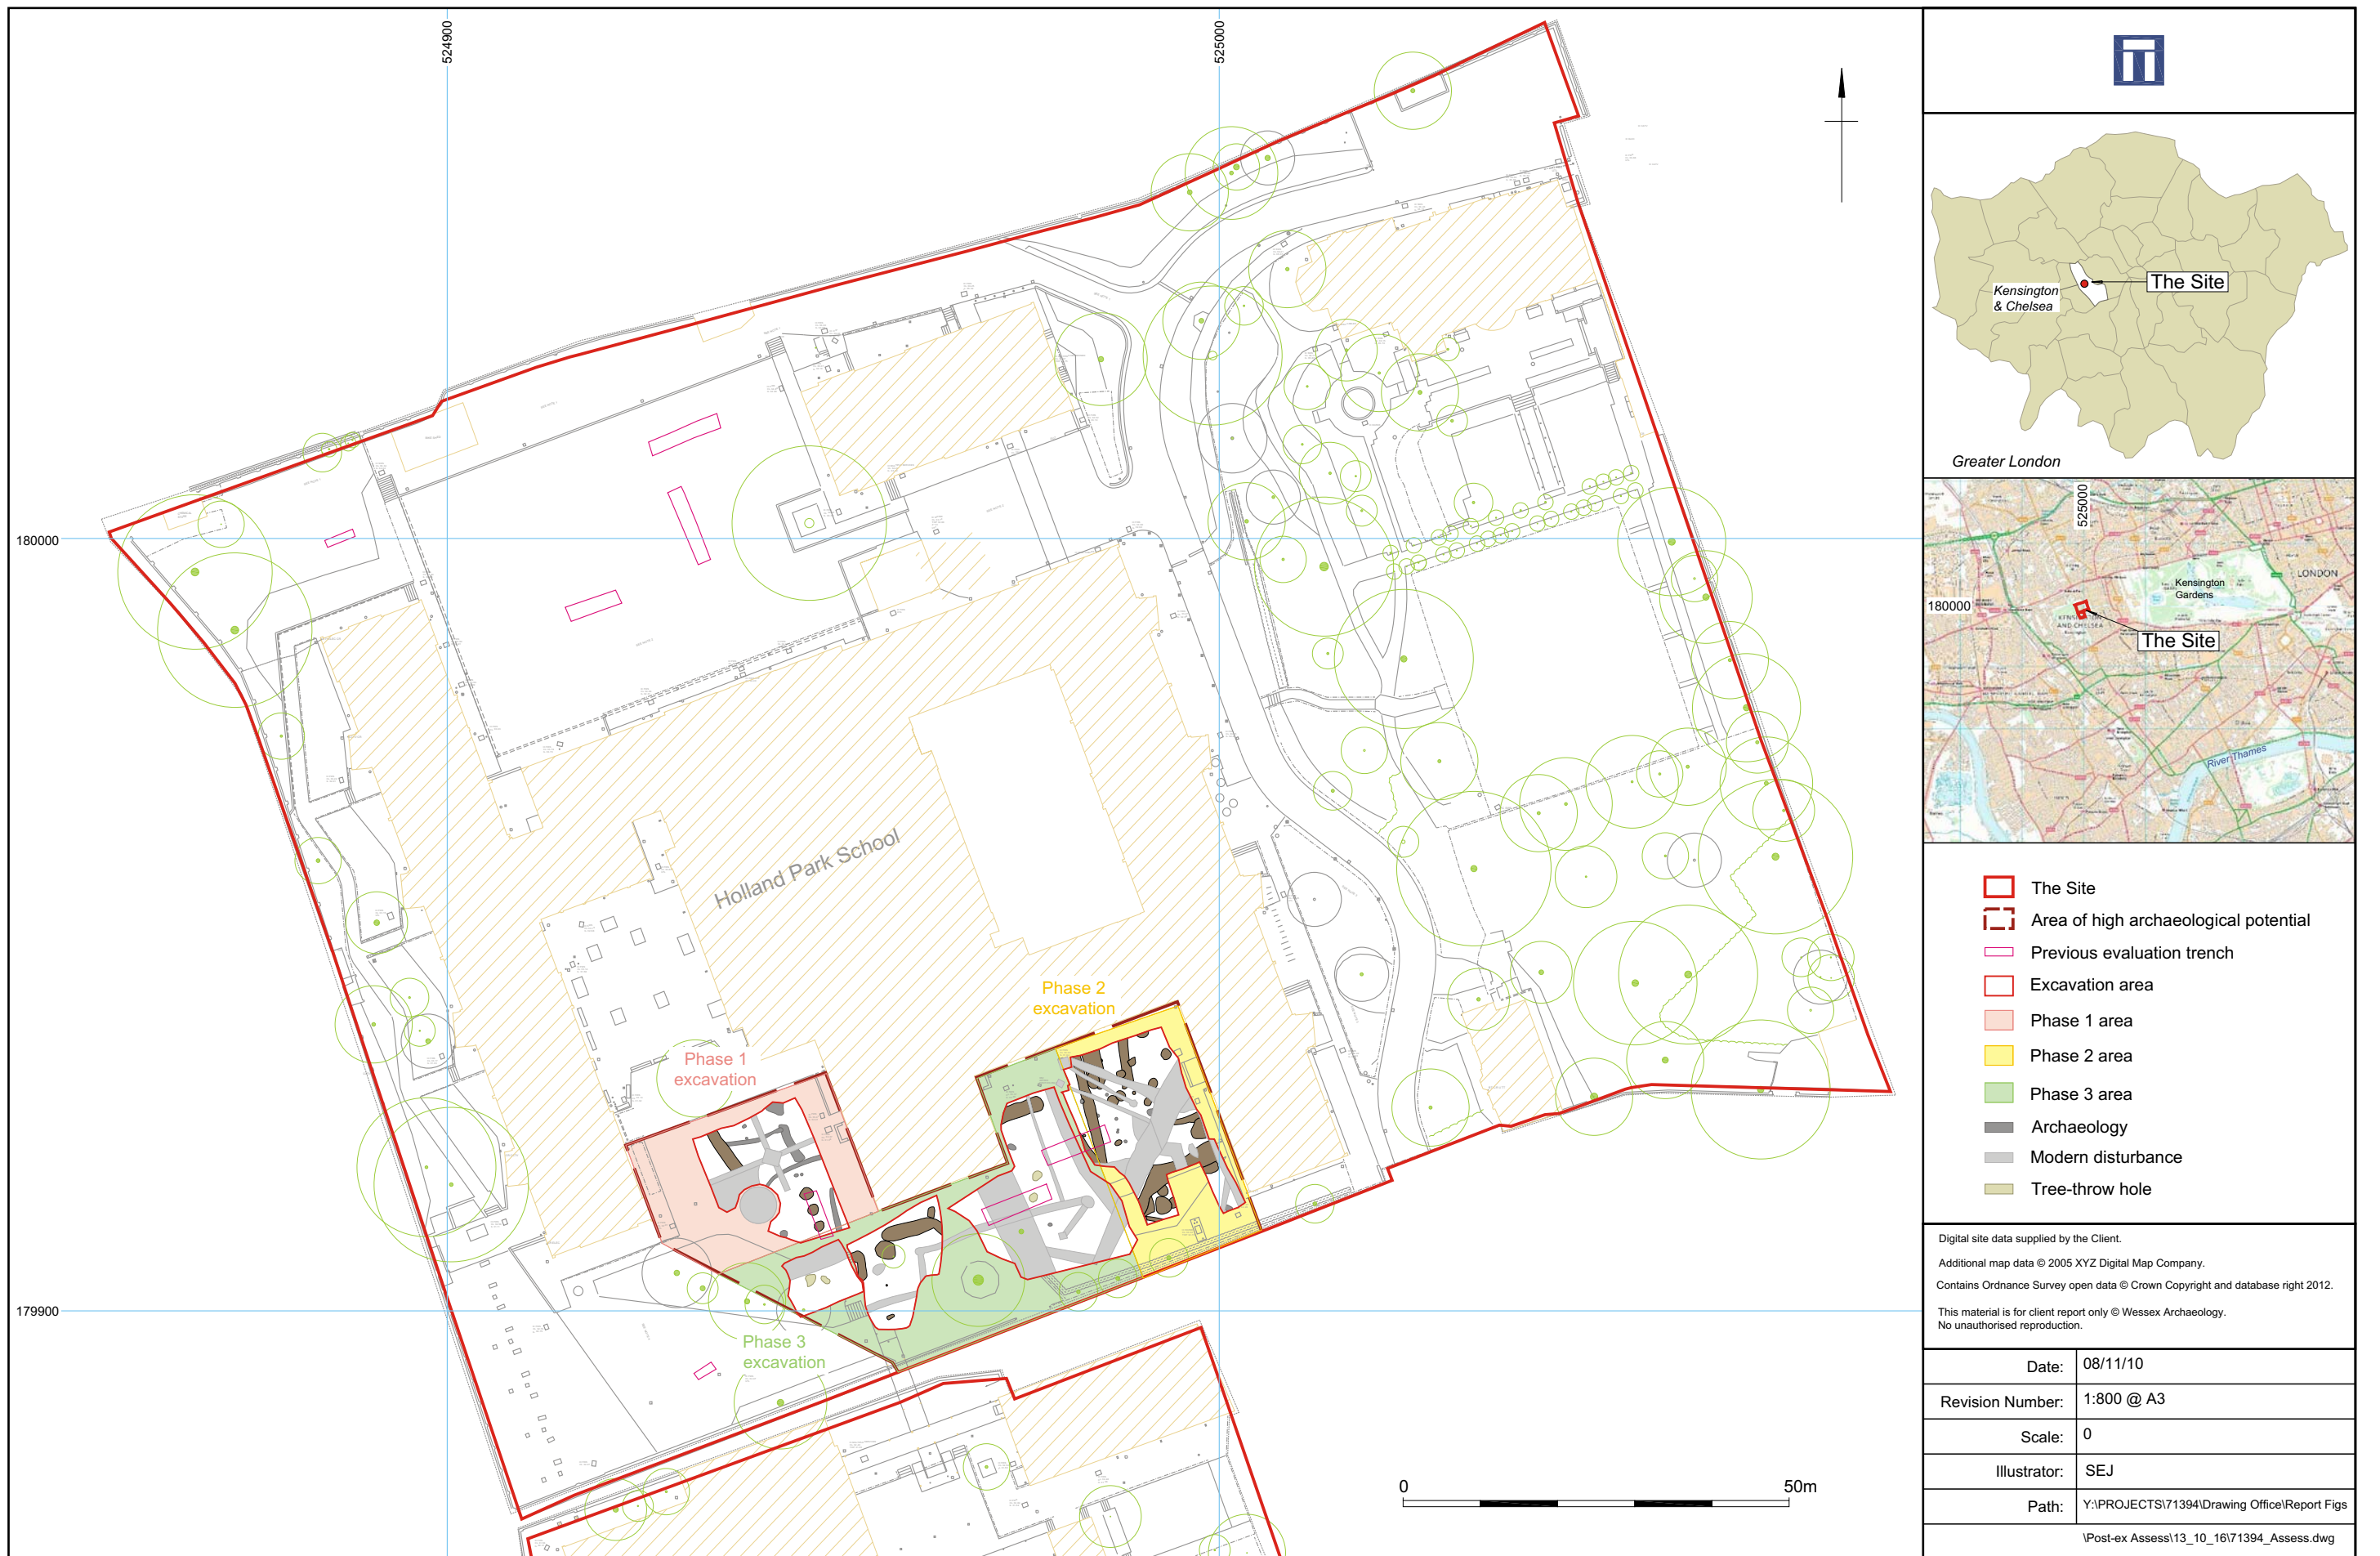 524900
525000
180000
179900
Holland Park School
Phase 1
excavation
Phase 2
excavation
Phase 3
excavation
0
50m
Kensington
& Chelsea
The Site
Greater London
525000
180000
Kensington
Gardens
LONDON
KENSINGTON
AND CHELSEA
The Site
River Thames
The Site
Area of high archaeological potential
Previous evaluation trench
Excavation area
Phase 1 area
Phase 2 area
Phase 3 area
Archaeology
Modern disturbance
Tree-throw hole
Digital site data supplied by the Client.
Additional map data © 2005 XYZ Digital Map Company.
Contains Ordnance Survey open data © Crown Copyright and database right 2012.
This material is for client report only © Wessex Archaeology.
No unauthorised reproduction.
Date: 08/11/10
Revision Number: 1:800 @ A3
Scale: 0
Illustrator: SEJ
Path: Y:\PROJECTS\71394\Drawing Office\Report Figs
\Post-ex Assess\13_10_16\71394_Assess.dwg